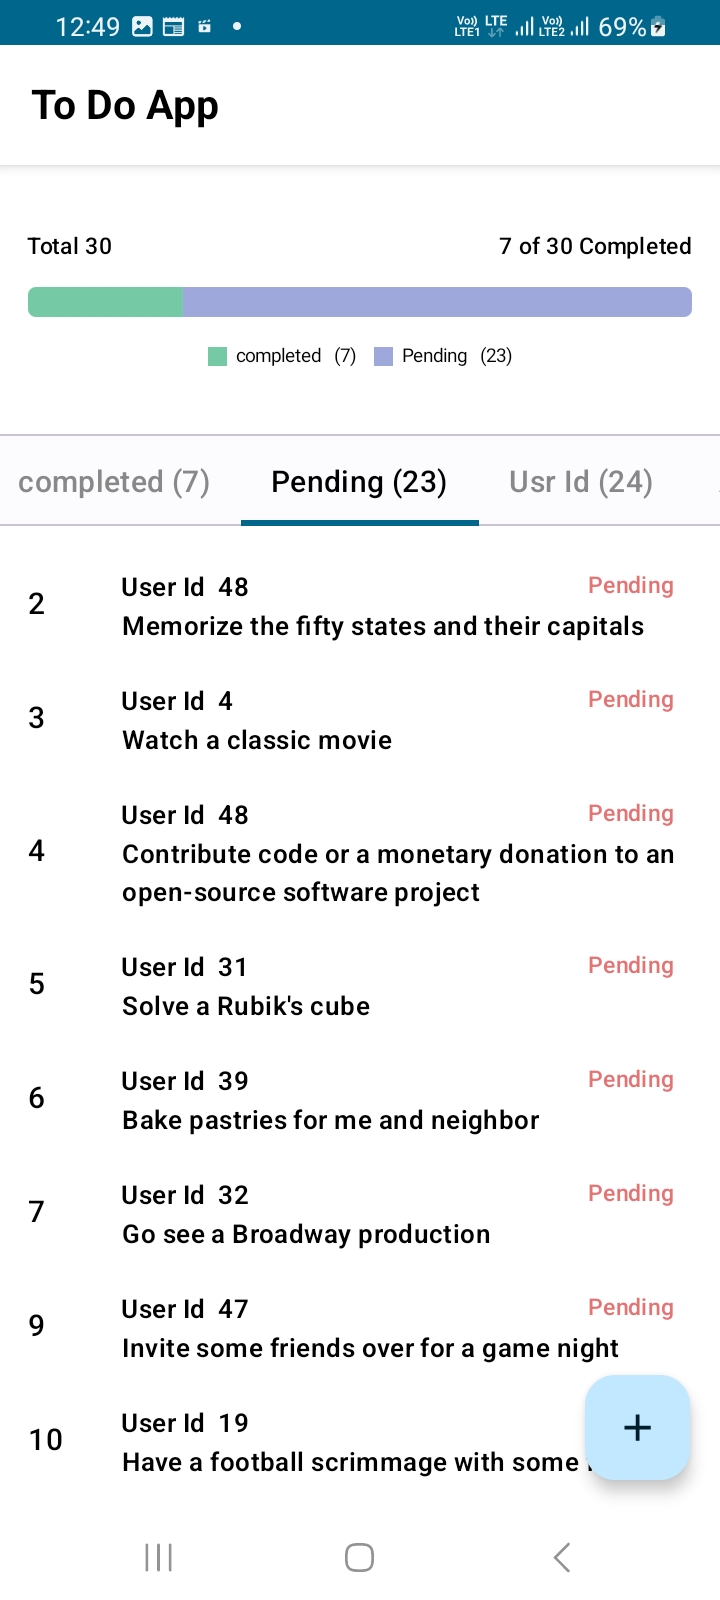 12:49 Vo)) LTE1 LTE Vo)) LTE2 69%
To Do App
Total 30 7 of 30 Completed
completed (7) Pending (23)
completed (7) Pending (23) Usr Id (24)
2 User Id 48 Pending
Memorize the fifty states and their capitals
3 User Id 4 Pending
Watch a classic movie
4 User Id 48 Pending
Contribute code or a monetary donation to an
open-source software project
5 User Id 31 Pending
Solve a Rubik's cube
6 User Id 39 Pending
Bake pastries for me and neighbor
7 User Id 32 Pending
Go see a Broadway production
9 User Id 47 Pending
Invite some friends over for a game night
10 User Id 19
Have a football scrimmage with some
+